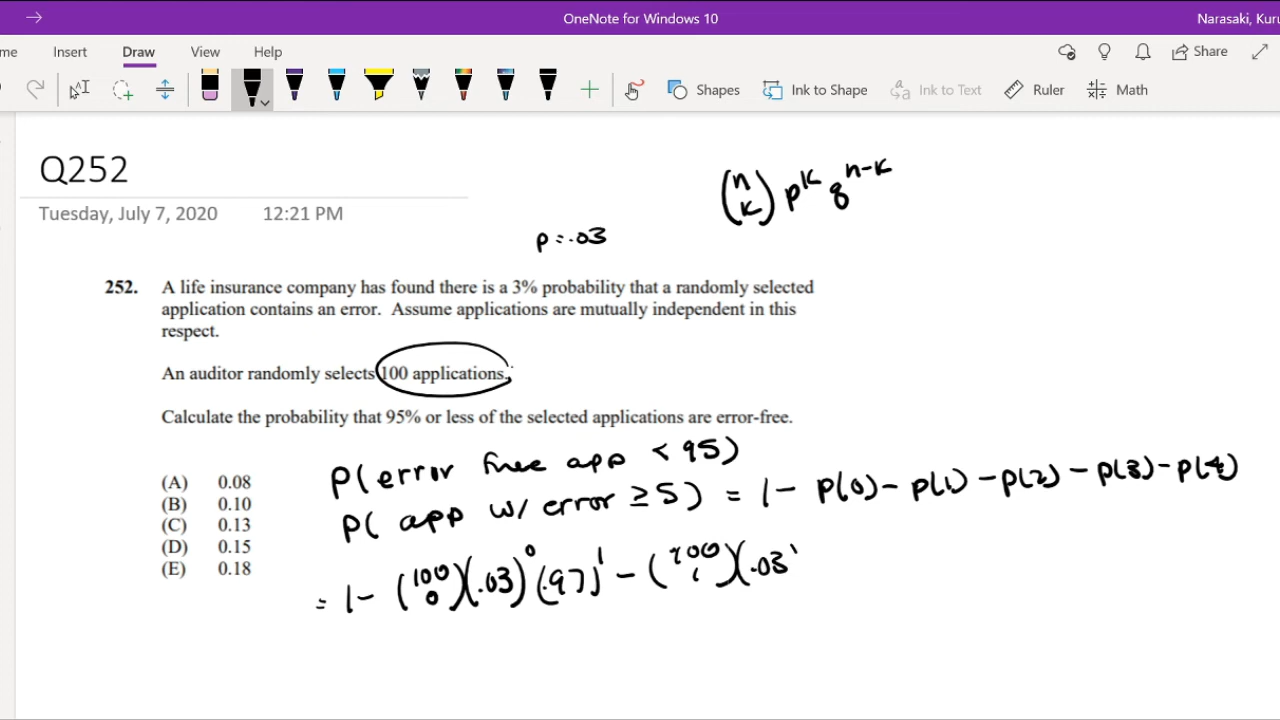 OneNote for Windows 10
Narasaki, Kuru
me Insert Draw View Help
Share
Shapes Ink to Shape Ink to Text Ruler Math
Q252
Tuesday, July 7, 2020 12:21 PM
(n k) p^k q^n-k
p = .03
252. A life insurance company has found there is a 3% probability that a randomly selected
application contains an error. Assume applications are mutually independent in this
respect.
An auditor randomly selects 100 applications.
Calculate the probability that 95% or less of the selected applications are error-free.
P(error free app < 95)
P( app w/ error ≥ 5) = 1 - P(0) - P(1) - P(2) - P(3) - P(4)
(A) 0.08
(B) 0.10
(C) 0.13
(D) 0.15
(E) 0.18
= 1 - (100 0)(.03)^0 (.97)^1 - (100 1)(.03